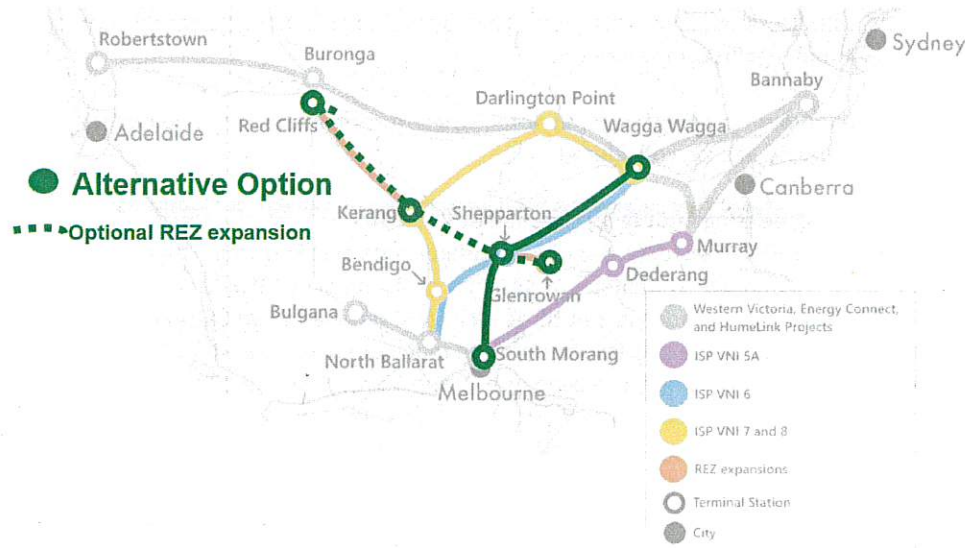 Robertstown
Buronga
Sydney
Bannaby
Darlington Point
Red Cliffs
Wagga Wagga
Adelaide
Alternative Option
Canberra
Kerang
Shepparton
Optional REZ expansion
Murray
Bendigo
Dederang
Glenrowan
Bulgana
North Ballarat
South Morang
Melbourne
Western Victoria, Energy Connect,
and HumeLink Projects
ISP VNI 5A
ISP VNI 6
ISP VNI 7 and 8
REZ expansions
Terminal Station
City